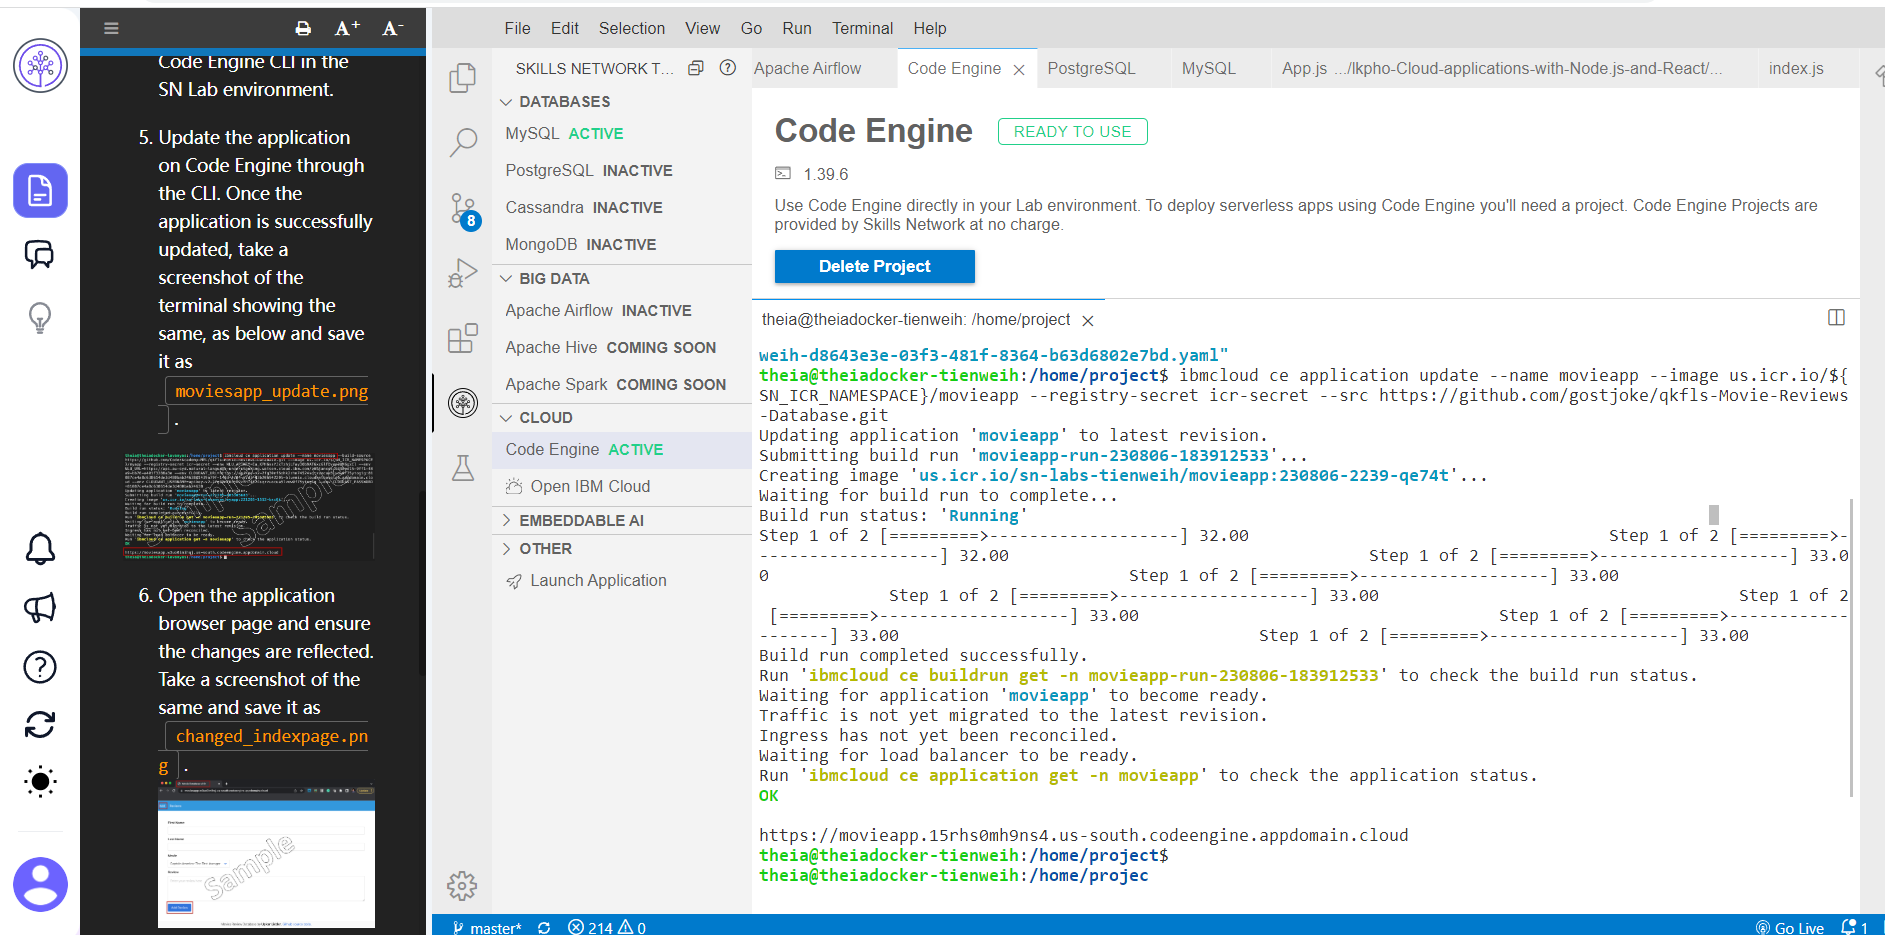 A+ A-
Code Engine CLI in the
SN Lab environment.
5. Update the application
on Code Engine through
the CLI. Once the
application is successfully
updated, take a
screenshot of the
terminal showing the
same, as below and save
it as
moviesapp_update.png
.
Sample
6. Open the application
browser page and ensure
the changes are reflected.
Take a screenshot of the
same and save it as
changed_indexpage.pn
g .
Sample
File Edit Selection View Go Run Terminal Help
SKILLS NETWORK T...
DATABASES
MySQL ACTIVE
PostgreSQL INACTIVE
Cassandra INACTIVE
MongoDB INACTIVE
BIG DATA
Apache Airflow INACTIVE
Apache Hive COMING SOON
Apache Spark COMING SOON
CLOUD
Code Engine ACTIVE
Open IBM Cloud
EMBEDDABLE AI
OTHER
Launch Application
8
Apache Airflow Code Engine PostgreSQL MySQL App.js .../lkpho-Cloud-applications-with-Node.js-and-React/... index.js
Code Engine READY TO USE
1.39.6
Use Code Engine directly in your Lab environment. To deploy serverless apps using Code Engine you'll need a project. Code Engine Projects are
provided by Skills Network at no charge.
Delete Project
theia@theiadocker-tienweih: /home/project
weih-d8643e3e-03f3-481f-8364-b63d6802e7bd.yaml"
theia@theiadocker-tienweih:/home/project$ ibmcloud ce application update --name movieapp --image us.icr.io/${
SN_ICR_NAMESPACE}/movieapp --registry-secret icr-secret --src https://github.com/gostjoke/qkfls-Movie-Reviews
-Database.git
Updating application 'movieapp' to latest revision.
Submitting build run 'movieapp-run-230806-183912533'...
Creating image 'us.icr.io/sn-labs-tienweih/movieapp:230806-2239-qe74t'...
Waiting for build run to complete...
Build run status: 'Running'
Step 1 of 2 [=========>-------------------] 32.00 Step 1 of 2 [=========>-
------------------] 32.00 Step 1 of 2 [=========>-------------------] 33.0
0 Step 1 of 2 [=========>-------------------] 33.00
Step 1 of 2 [=========>-------------------] 33.00 Step 1 of 2
[=========>-------------------] 33.00 Step 1 of 2 [=========>------------
-------] 33.00 Step 1 of 2 [=========>-------------------] 33.00
Build run completed successfully.
Run 'ibmcloud ce buildrun get -n movieapp-run-230806-183912533' to check the build run status.
Waiting for application 'movieapp' to become ready.
Traffic is not yet migrated to the latest revision.
Ingress has not yet been reconciled.
Waiting for load balancer to be ready.
Run 'ibmcloud ce application get -n movieapp' to check the application status.
OK
https://movieapp.15rhs0mh9ns4.us-south.codeengine.appdomain.cloud
theia@theiadocker-tienweih:/home/project$
theia@theiadocker-tienweih:/home/projec
master* 214 0 Go Live 1